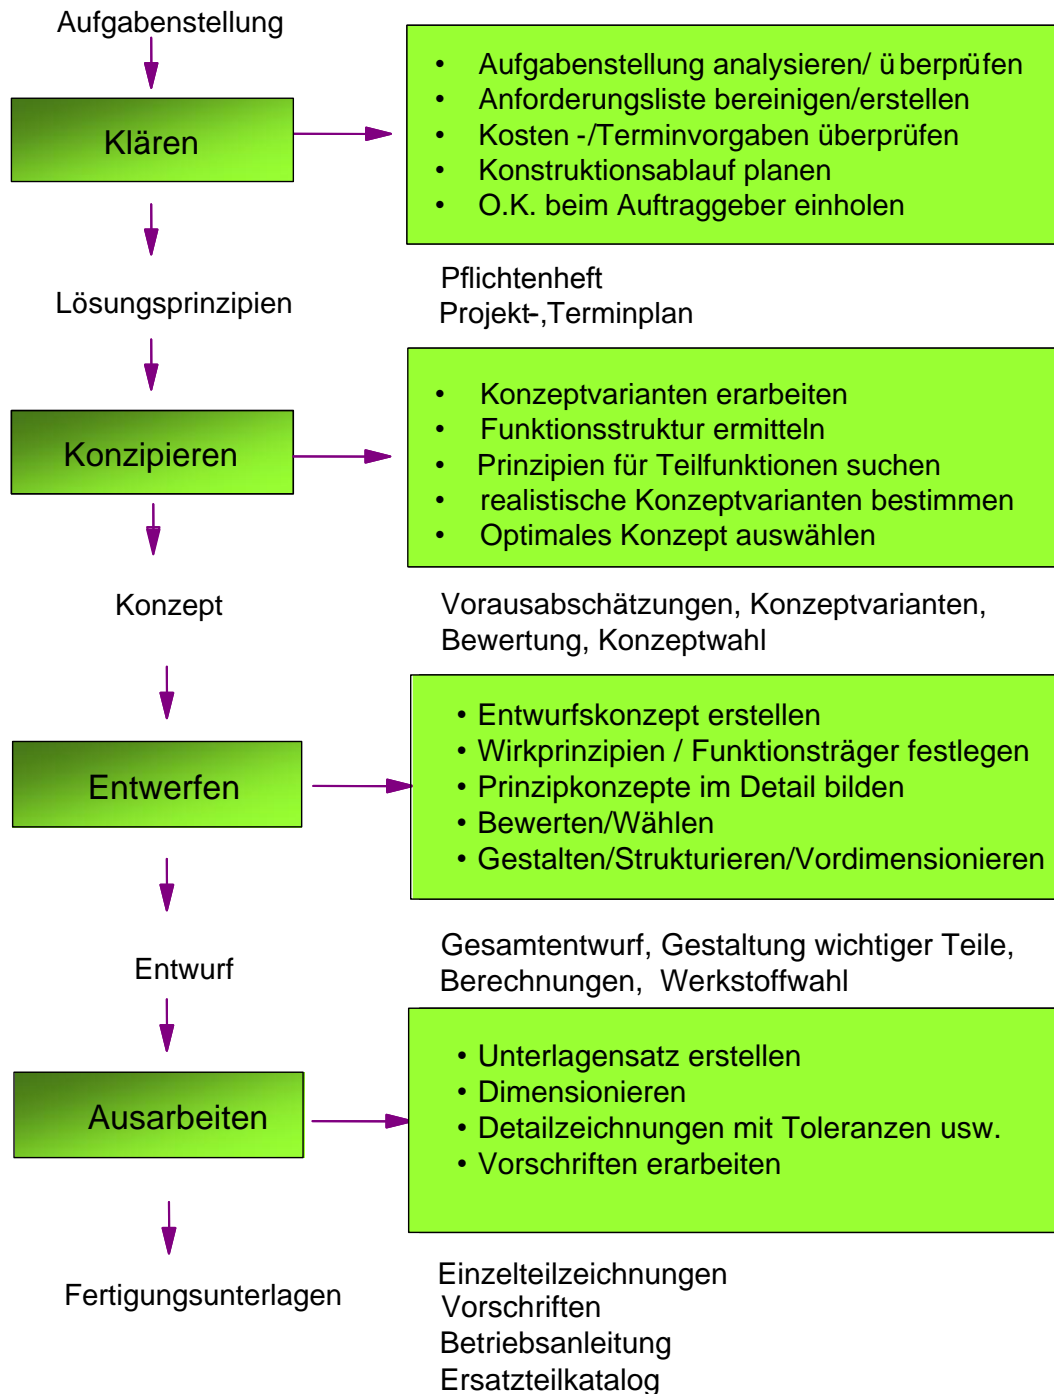 Aufgabenstellung
Klären
• Aufgabenstellung analysieren/ überprüfen
• Anforderungsliste bereinigen/erstellen
• Kosten -/Terminvorgaben überprüfen
• Konstruktionsablauf planen
• O.K. beim Auftraggeber einholen
Lösungsprinzipien
Pflichtenheft
Projekt-,Terminplan
Konzipieren
• Konzeptvarianten erarbeiten
• Funktionsstruktur ermitteln
• Prinzipien für Teilfunktionen suchen
• realistische Konzeptvarianten bestimmen
• Optimales Konzept auswählen
Konzept
Vorausabschätzungen, Konzeptvarianten,
Bewertung, Konzeptwahl
Entwerfen
• Entwurfskonzept erstellen
• Wirkprinzipien / Funktionsträger festlegen
• Prinzipkonzepte im Detail bilden
• Bewerten/Wählen
• Gestalten/Strukturieren/Vordimensionieren
Entwurf
Gesamtentwurf, Gestaltung wichtiger Teile,
Berechnungen, Werkstoffwahl
Ausarbeiten
• Unterlagensatz erstellen
• Dimensionieren
• Detailzeichnungen mit Toleranzen usw.
• Vorschriften erarbeiten
Fertigungsunterlagen
Einzelteilzeichnungen
Vorschriften
Betriebsanleitung
Ersatzteilkatalog